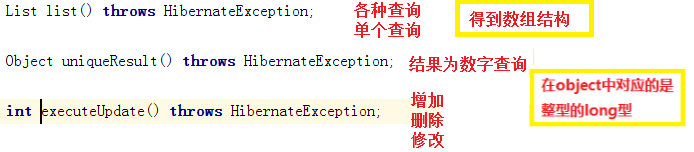 List list() throws HibernateException;
各种查询
单个查询
得到数组结构
Object uniqueResult() throws HibernateException;
结果为数字查询
在object中对应的是
整型的long型
int executeUpdate() throws HibernateException;
增加
删除
修改